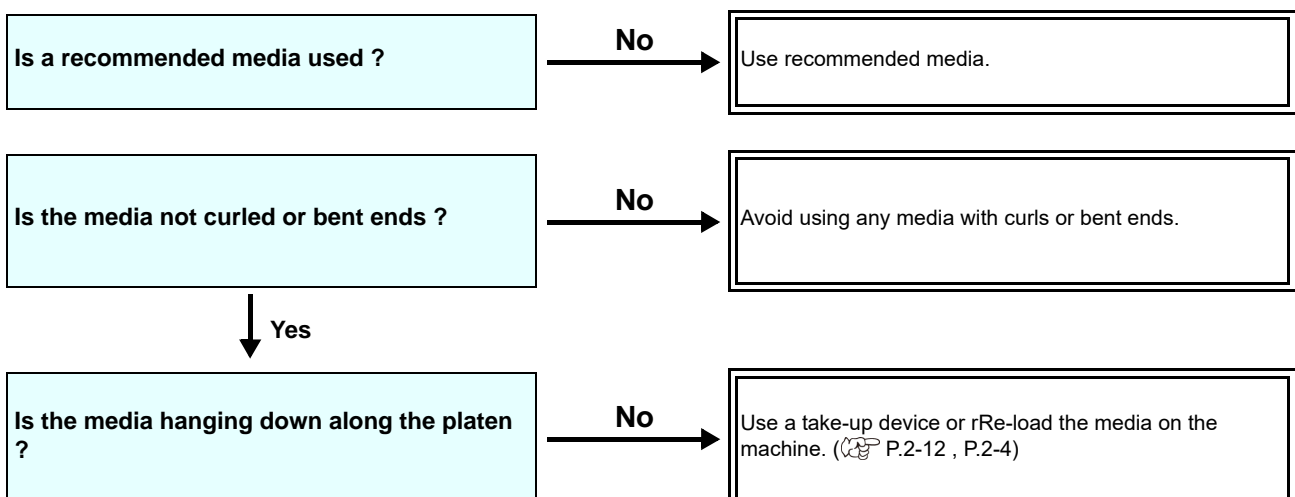 Is a recommended media used ?
No
Use recommended media.
Is the media not curled or bent ends ?
No
Avoid using any media with curls or bent ends.
Yes
Is the media hanging down along the platen
?
No
Use a take-up device or rRe-load the media on the
machine. ( P.2-12 , P.2-4)